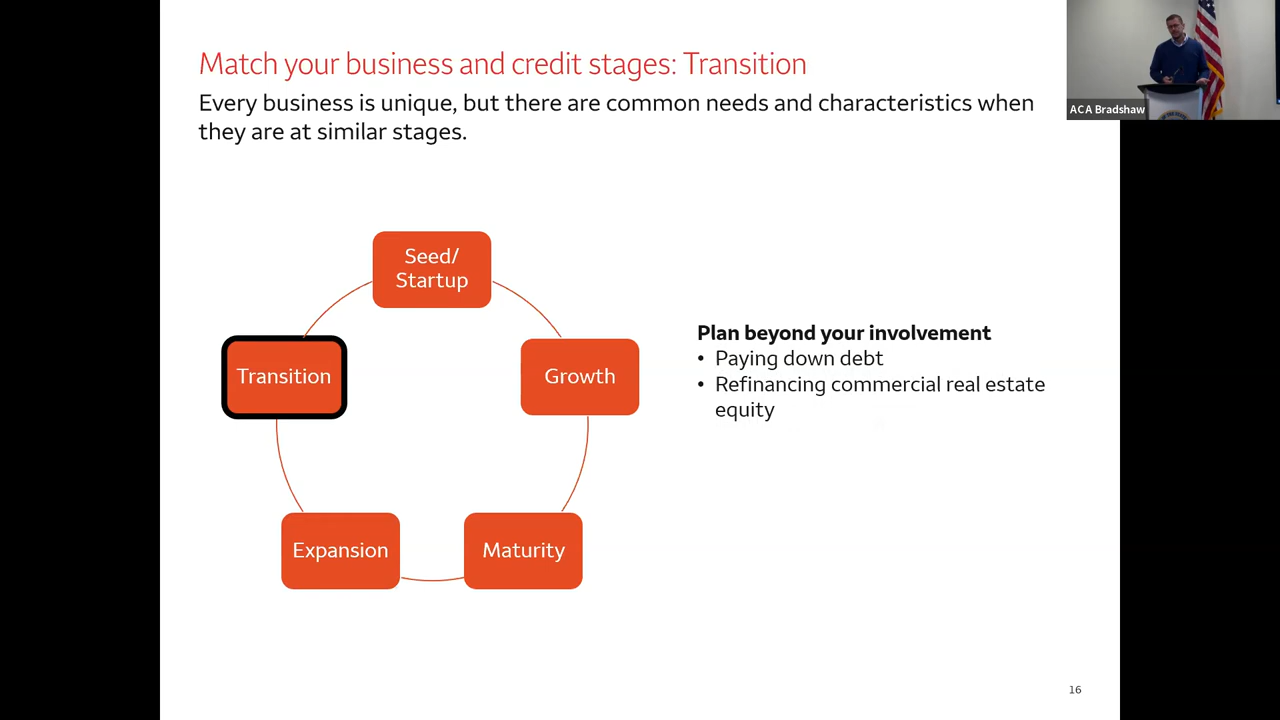 Match your business and credit stages: Transition
Every business is unique, but there are common needs and characteristics when
they are at similar stages.
ACA Bradshaw
Seed/
Startup
Transition
Growth
Expansion
Maturity
Plan beyond your involvement
• Paying down debt
• Refinancing commercial real estate
equity
16